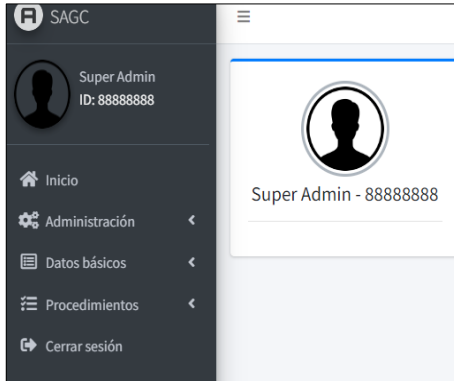 SAGC
Super Admin
ID: 88888888
Inicio
Administración
Datos básicos
Procedimientos
Cerrar sesión
Super Admin - 88888888